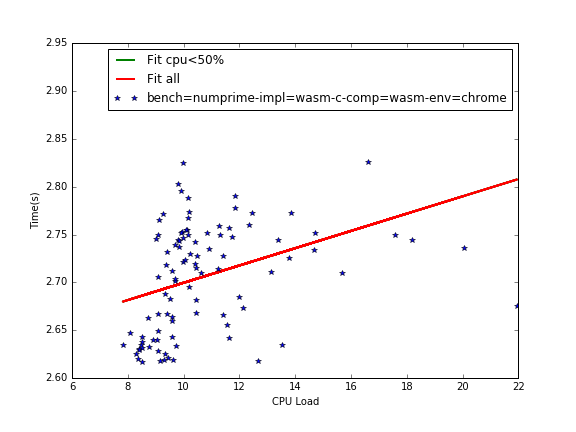 2.95
2.90
2.85
2.80
2.75
2.70
2.65
2.60
Time(s)
Fit cpu<50%
Fit all
bench=numprime-impl=wasm-c-comp=wasm-env=chrome
6 8 10 12 14 16 18 20 22
CPU Load